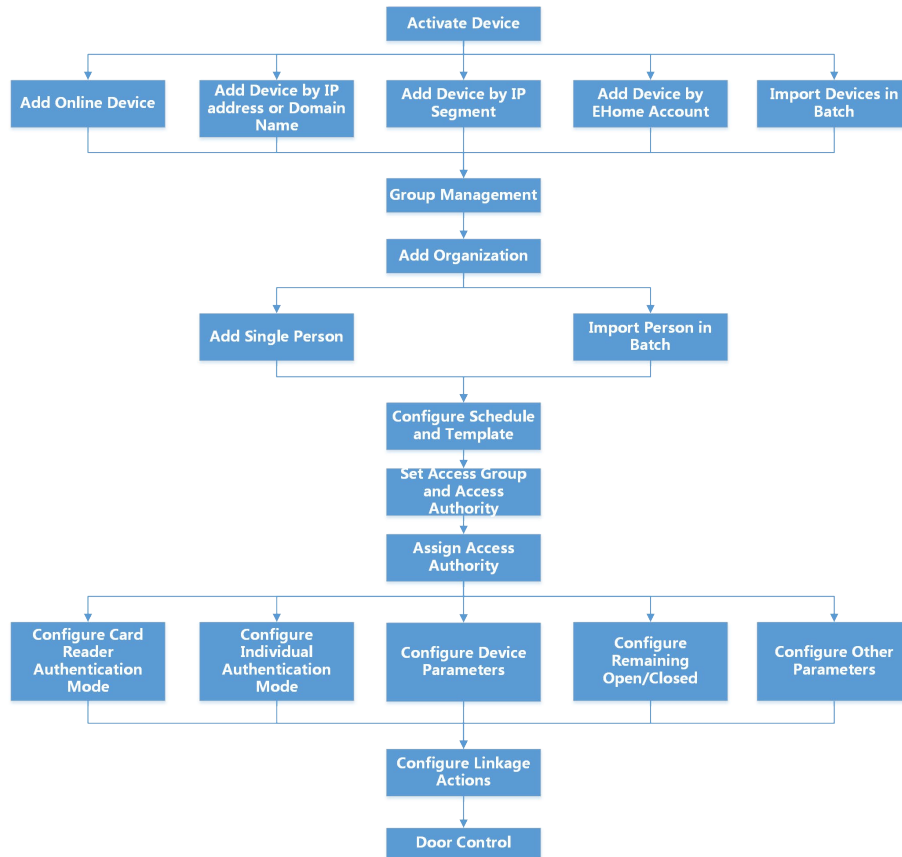 Activate Device
Add Online Device
Add Device by IP
address or Domain
Name
Add Device by IP
Segment
Add Device by
EHome Account
Import Devices in
Batch
Group Management
Add Organization
Add Single Person
Import Person in
Batch
Configure Schedule
and Template
Set Access Group
and Access
Authority
Assign Access
Authority
Configure Card
Reader
Authentication
Mode
Configure
Individual
Authentication
Mode
Configure Device
Parameters
Configure
Remaining
Open/Closed
Configure Other
Parameters
Configure Linkage
Actions
Door Control